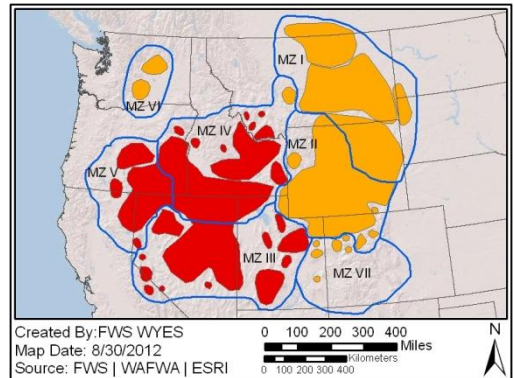 MZ I
MZ VI
MZ IV
MZ II
MZ V
MZ III
MZ VII
Created By:FWS WYES
Map Date: 8/30/2012
Source: FWS | WAFWA | ESRI
0 100 200 300 400
Miles
Kilometers
0 100 200 300 400
N